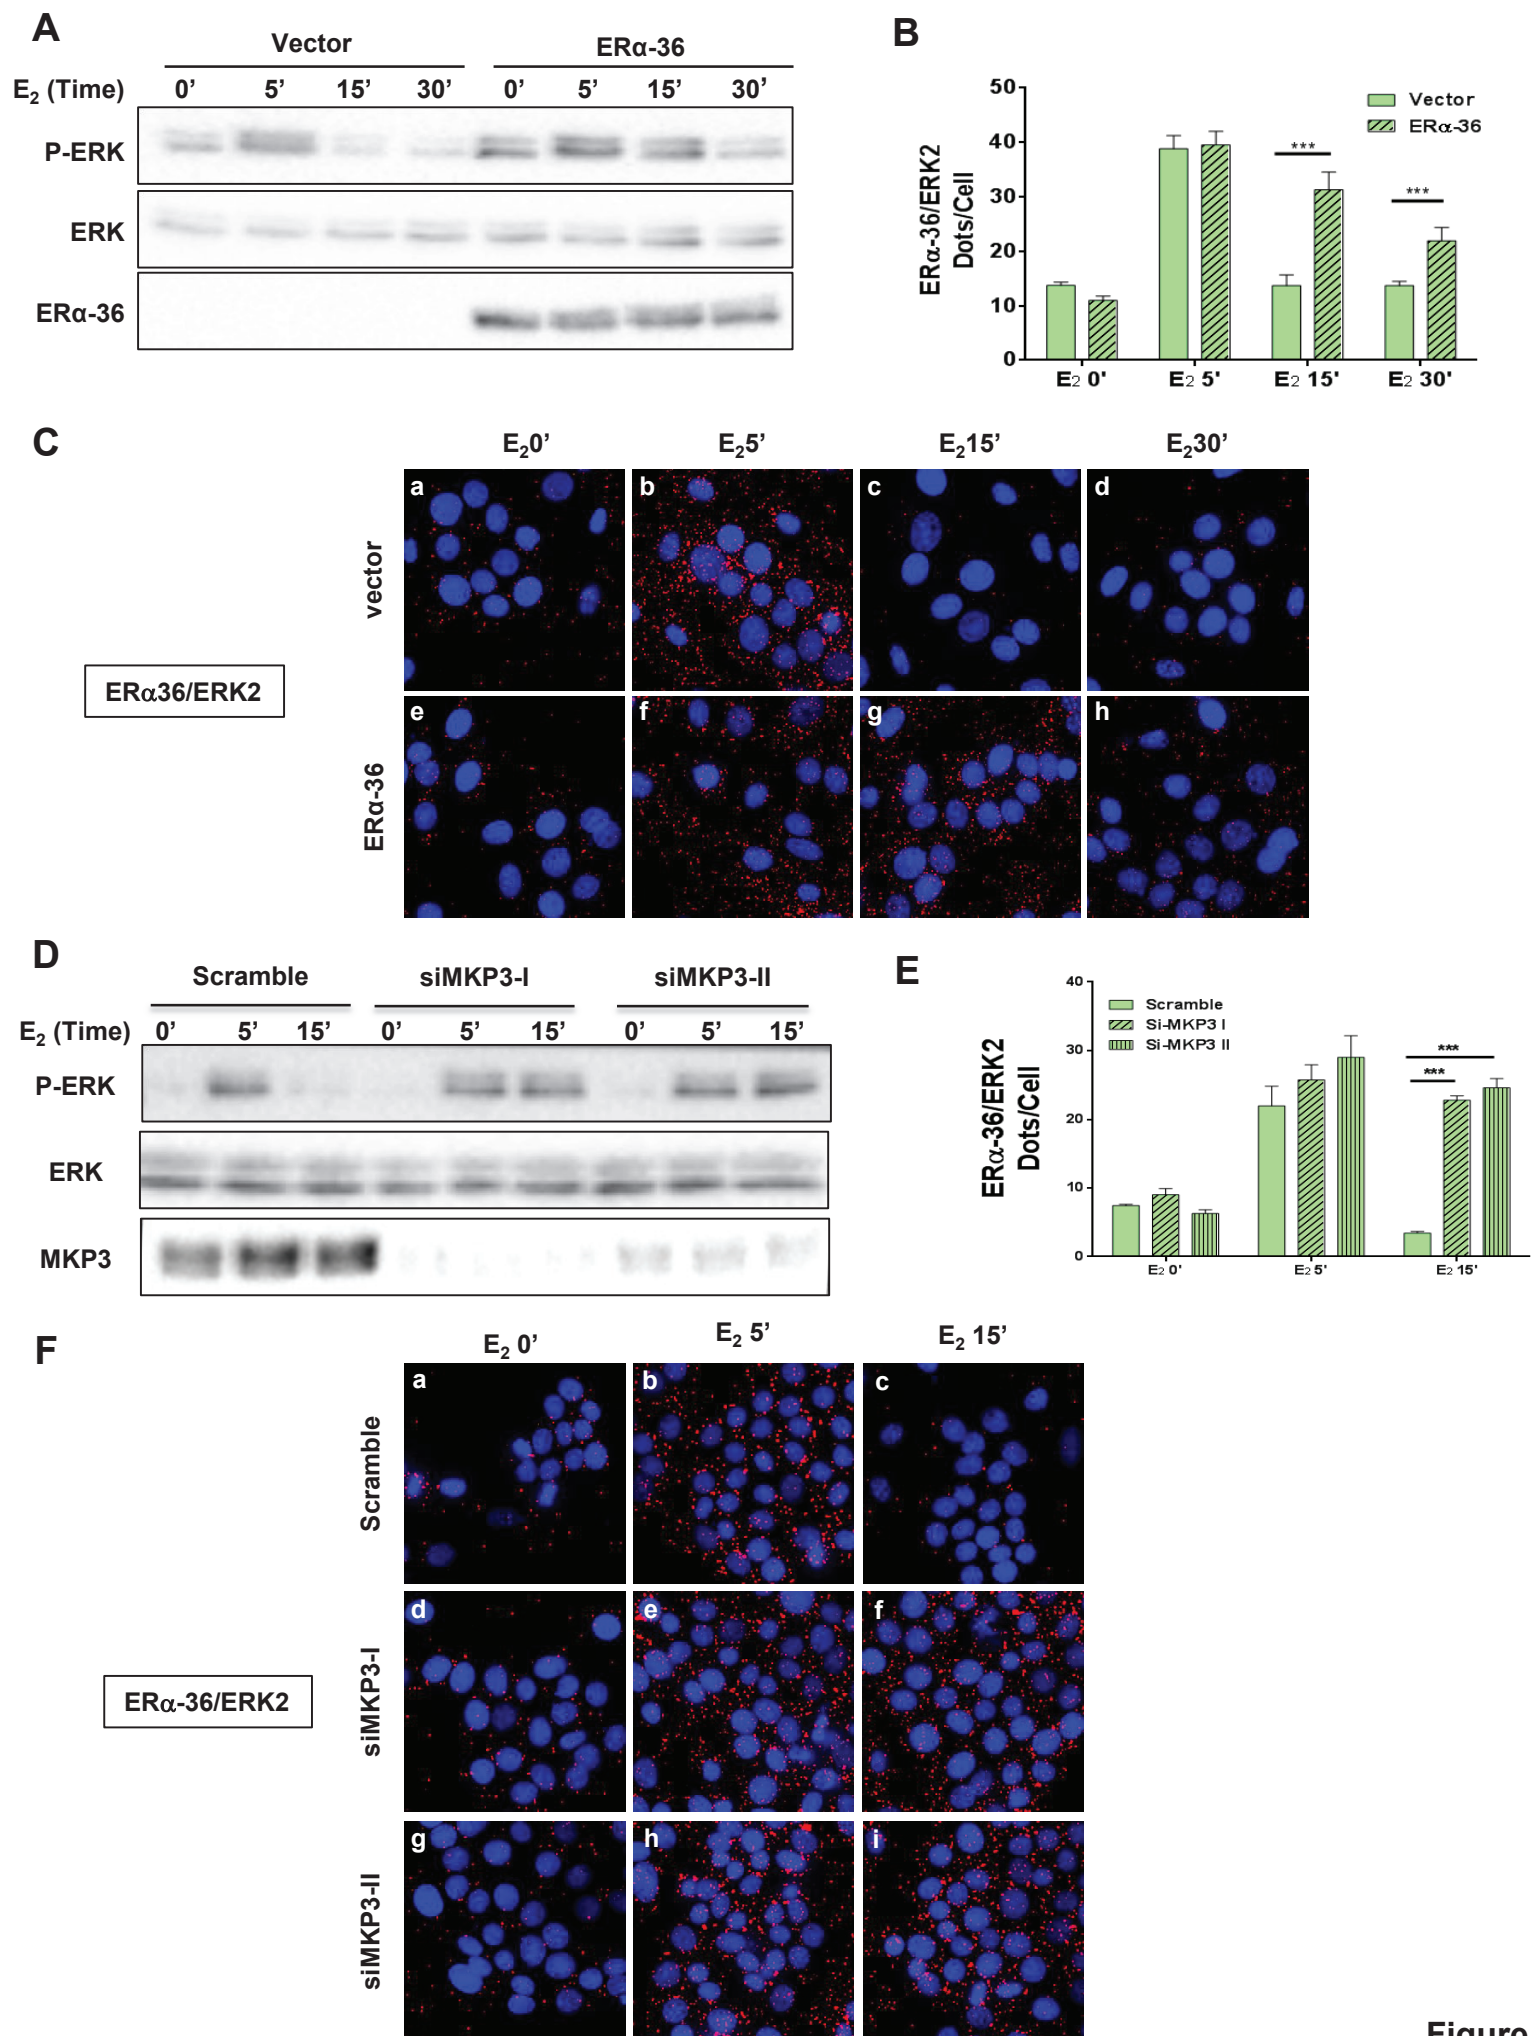 A
Vector
ERα-36
E2 (Time) 0’ 5’ 15’ 30’ 0’ 5’ 15’ 30’
P-ERK
ERK
ERα-36
B
ERα-36/ERK2
Dots/Cell
50
40
30
20
10
0
Vector
ERα-36
***
***
E2 0' E2 5' E2 15' E2 30'
C
E20’ E25’ E215’ E230’
vector
a b c d
ERα36/ERK2
ERα-36
e f g h
D
Scramble siMKP3-I siMKP3-II
E2 (Time) 0’ 5’ 15’ 0’ 5’ 15’ 0’ 5’ 15’
P-ERK
ERK
MKP3
E
ERα-36/ERK2
Dots/Cell
40
30
20
10
0
Scramble
Si-MKP3 I
Si-MKP3 II
***
***
E2 0' E2 5' E2 15'
F
E2 0’ E2 5’ E2 15’
Scramble
a b c
ERα-36/ERK2
siMKP3-I
d e f
siMKP3-II
g h i
Figure